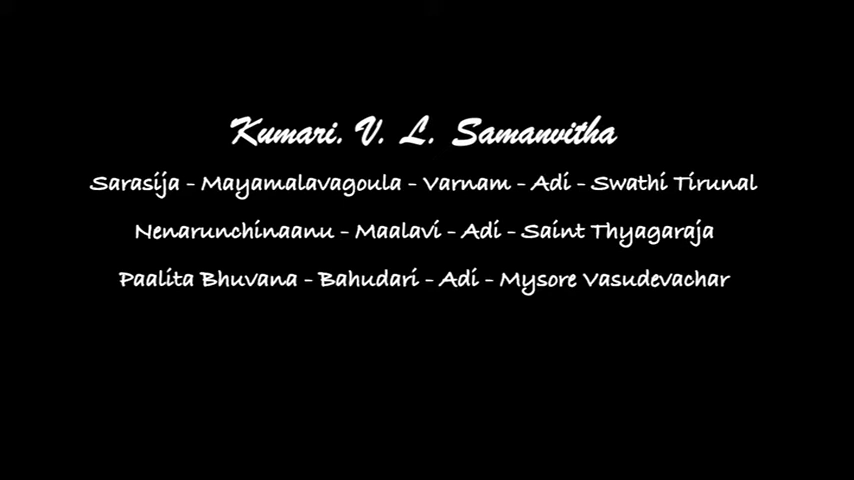 Kumari. V. L. Samanvitha
Sarasija - Mayamalavagoula - Varnam - Adi - Swathi Tirunal
Nenarunchinaanu - Maalavi - Adi - Saint Thyagaraja
Paalita Bhuvana - Bahudari - Adi - Mysore Vasudevachar